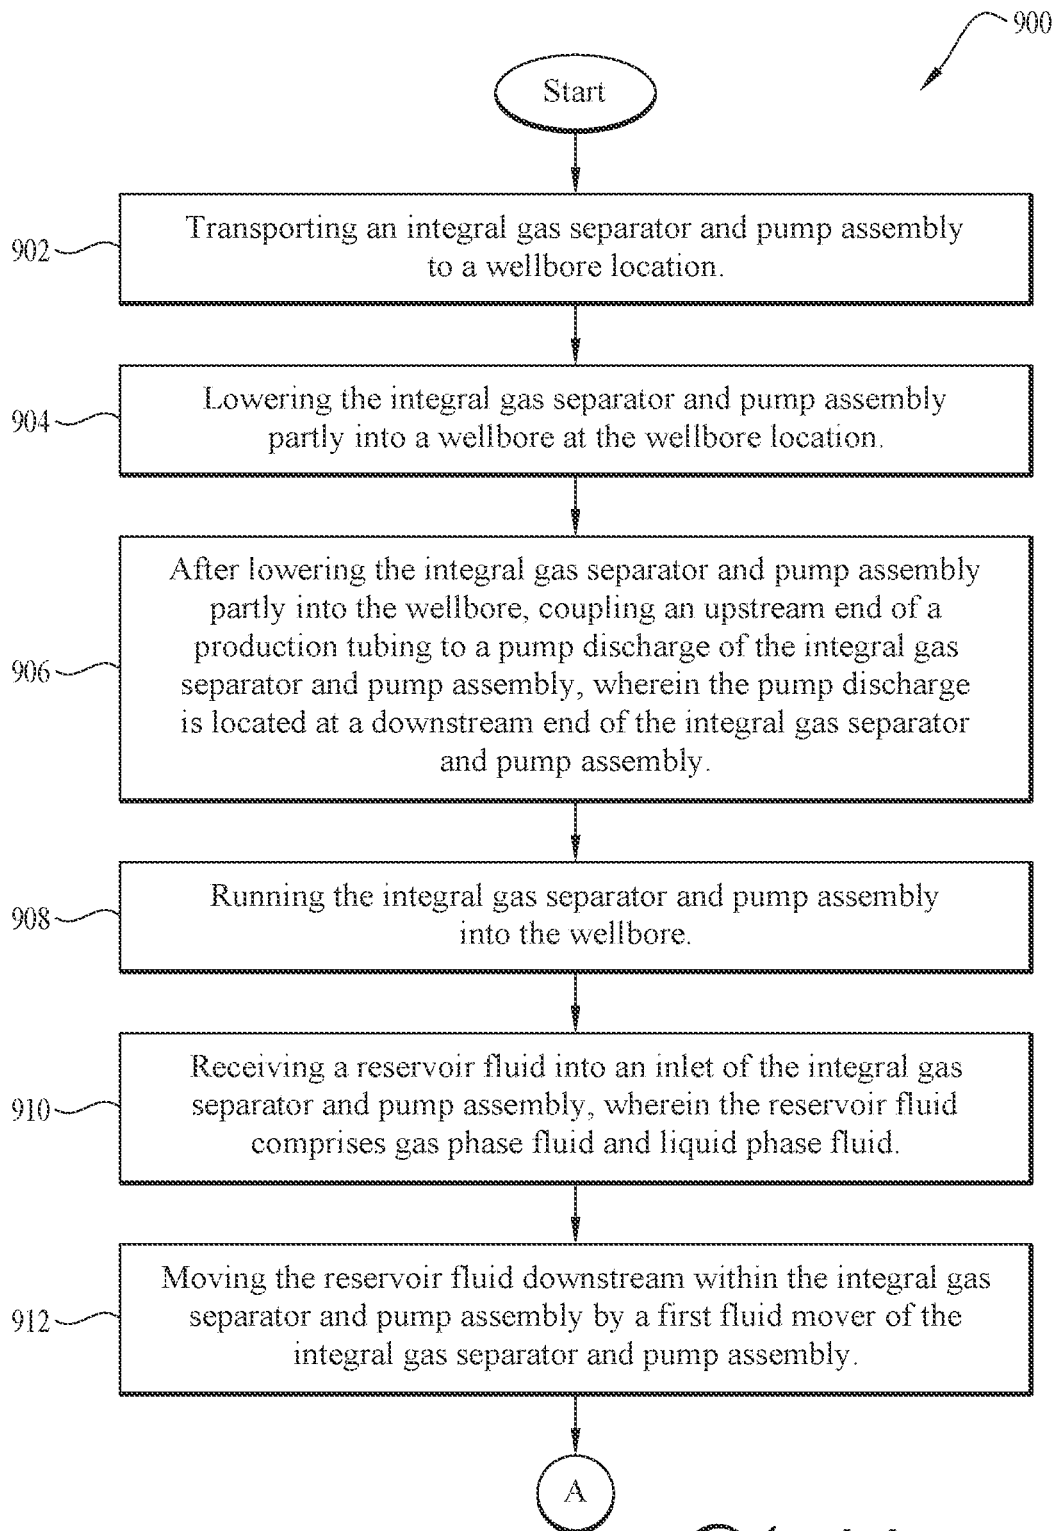 900
Start
902
Transporting an integral gas separator and pump assembly
to a wellbore location.
904
Lowering the integral gas separator and pump assembly
partly into a wellbore at the wellbore location.
906
After lowering the integral gas separator and pump assembly
partly into the wellbore, coupling an upstream end of a
production tubing to a pump discharge of the integral gas
separator and pump assembly, wherein the pump discharge
is located at a downstream end of the integral gas separator
and pump assembly.
908
Running the integral gas separator and pump assembly
into the wellbore.
910
Receiving a reservoir fluid into an inlet of the integral gas
separator and pump assembly, wherein the reservoir fluid
comprises gas phase fluid and liquid phase fluid.
912
Moving the reservoir fluid downstream within the integral gas
separator and pump assembly by a first fluid mover of the
integral gas separator and pump assembly.
A